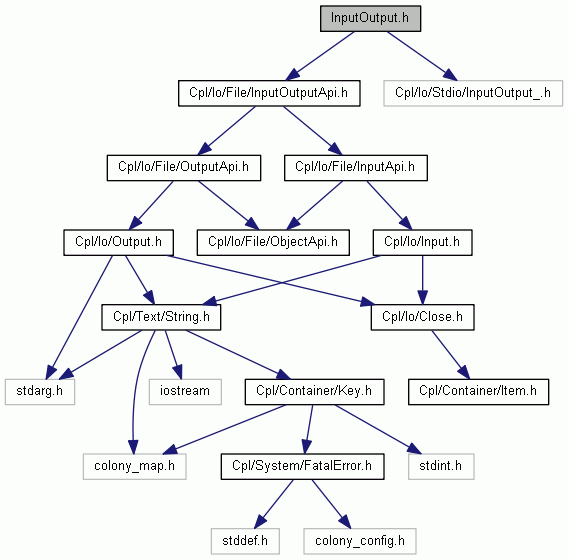 InputOutput.h
Cpl/Io/File/InputOutputApi.h
Cpl/Io/Stdio/InputOutput_.h
Cpl/Io/File/OutputApi.h
Cpl/Io/File/InputApi.h
Cpl/Io/Output.h
Cpl/Io/File/ObjectApi.h
Cpl/Io/Input.h
Cpl/Text/String.h
Cpl/Io/Close.h
stdarg.h
iostream
Cpl/Container/Key.h
Cpl/Container/Item.h
colony_map.h
Cpl/System/FatalError.h
stdint.h
stddef.h
colony_config.h